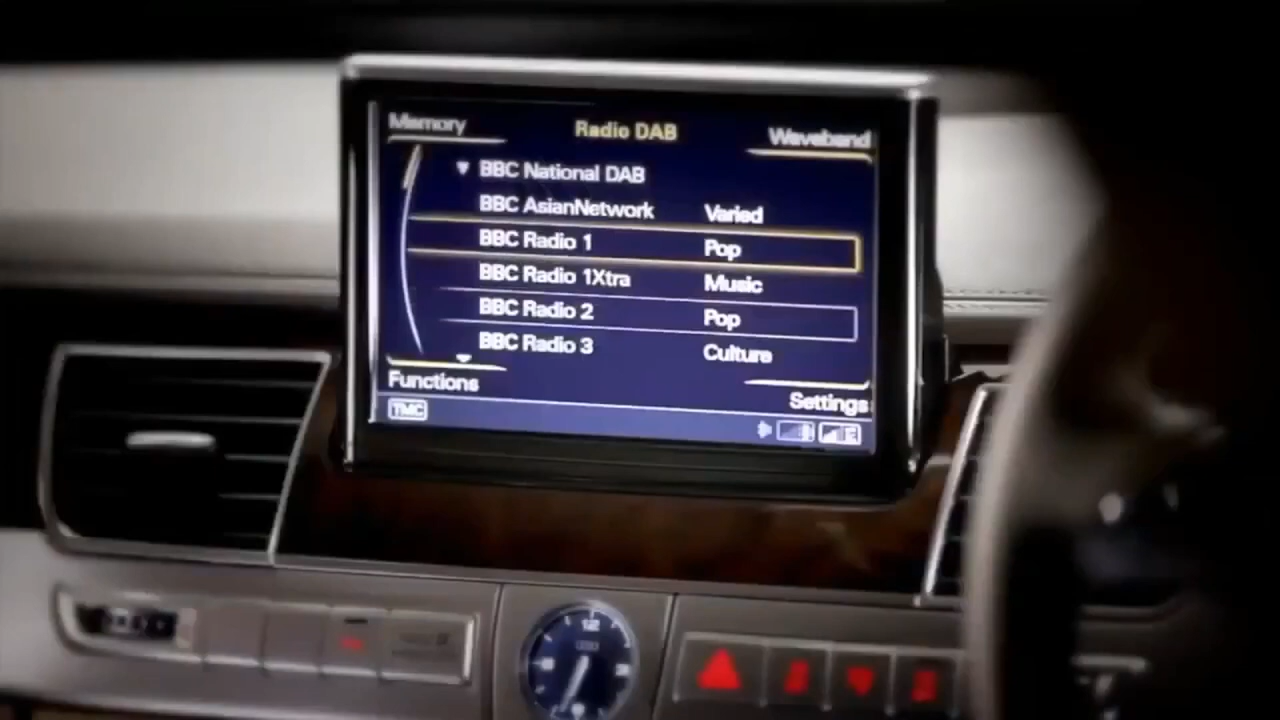 Memory Radio DAB Waveband
BBC National DAB
BBC AsianNetwork Varied
BBC Radio 1 Pop
BBC Radio 1Xtra Music
BBC Radio 2 Pop
BBC Radio 3 Culture
Functions Settings
TMC
12